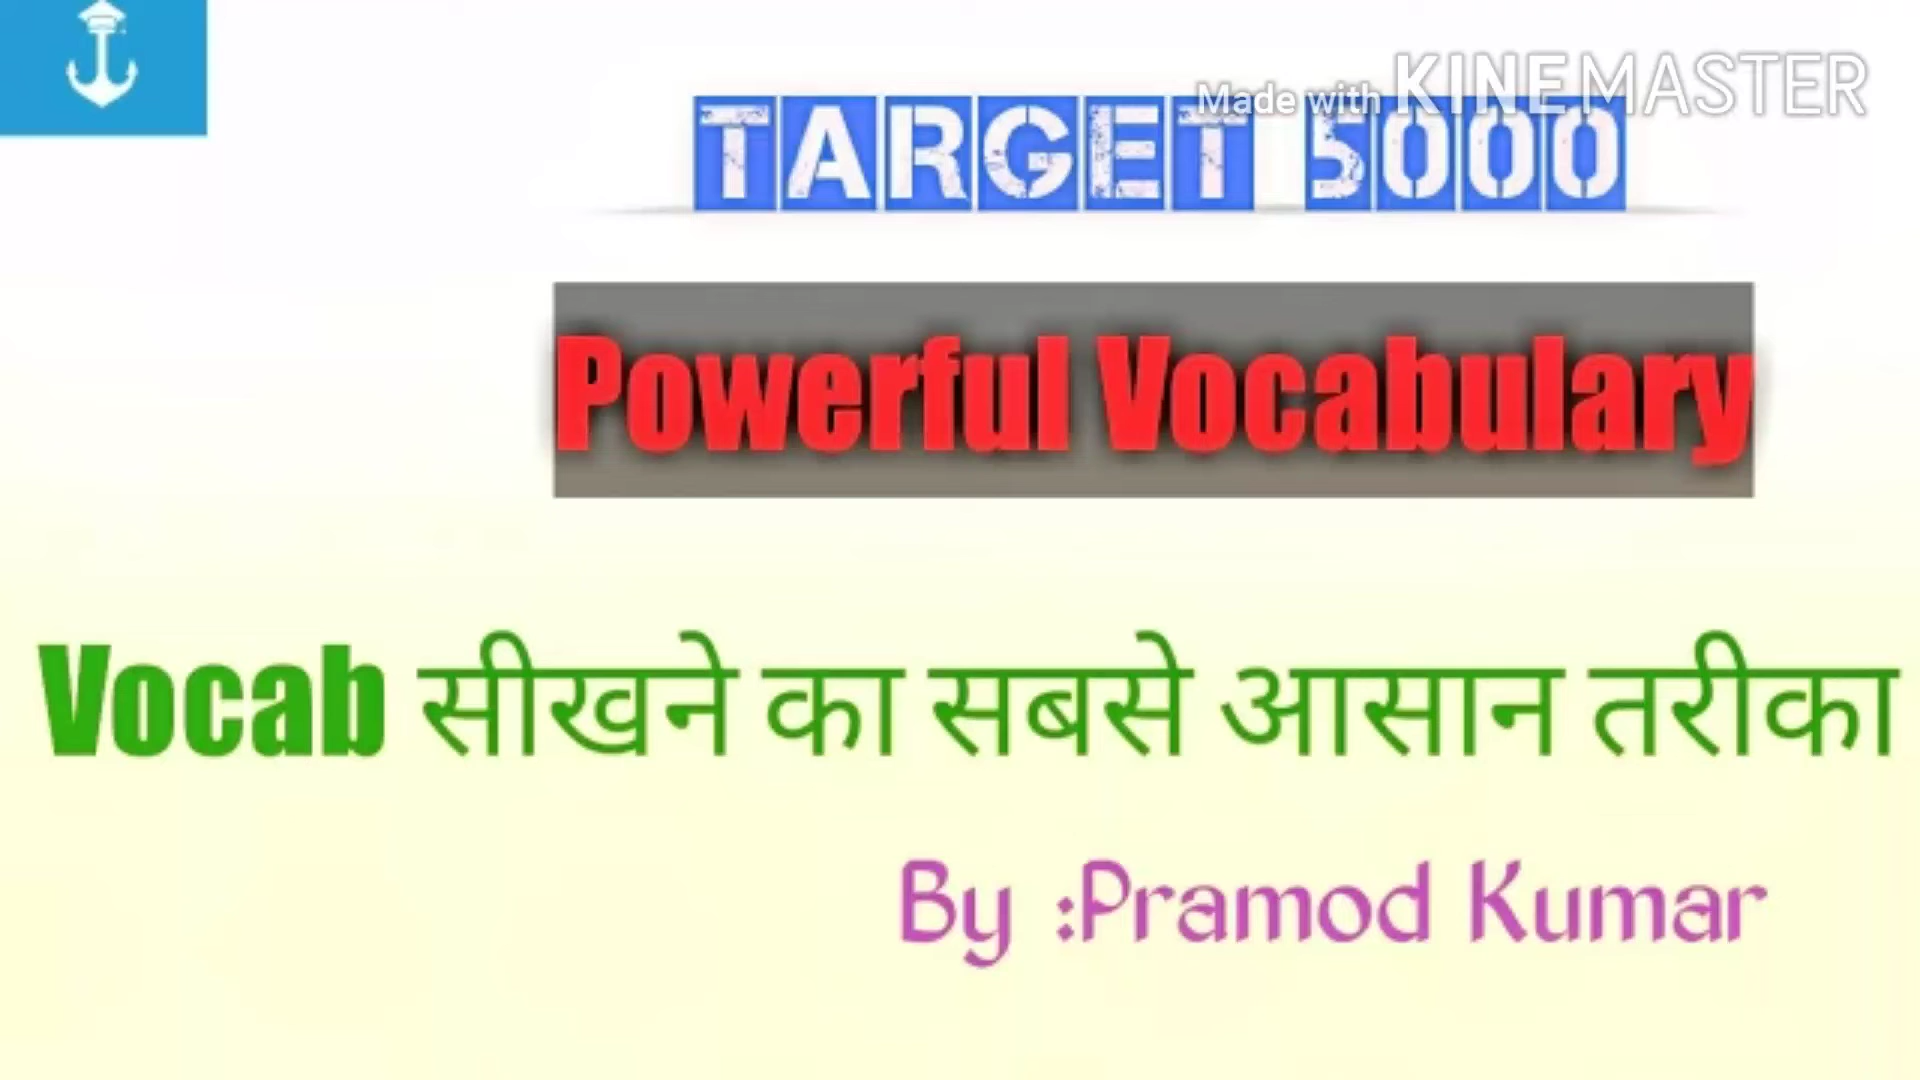 Made with KINEMASTER
TARGET 5000
Powerful Vocabulary
Vocab सीखने का सबसे आसान तरीका
By :Pramod Kumar